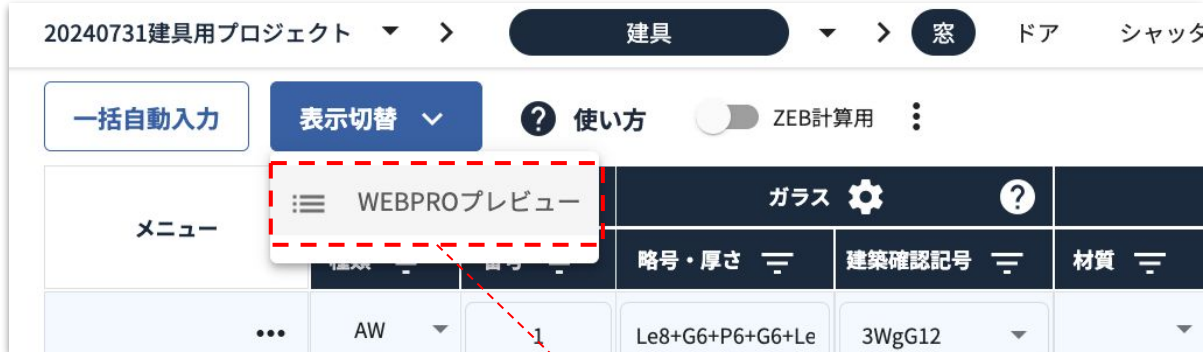 20240731建具用プロジェクト 建具 窓 ドア シャッタ
一括自動入力 表示切替 ? 使い方 ZEB計算用
WEBPROプレビュー
メニュー ガラス ?
種類 番号 略号・厚さ 建築確認記号 材質
AW 1 Le8+G6+P6+G6+Le 3WgG12